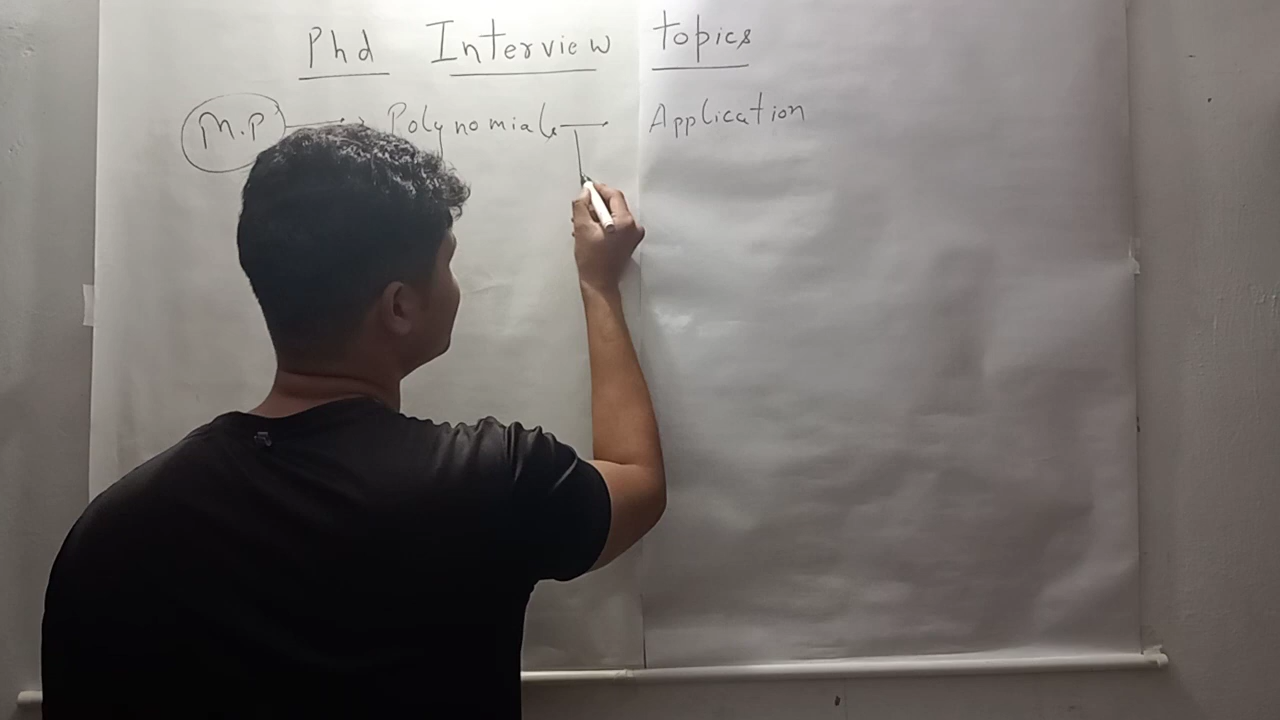 Phd Interview topics
M.P → Polynomials → Application